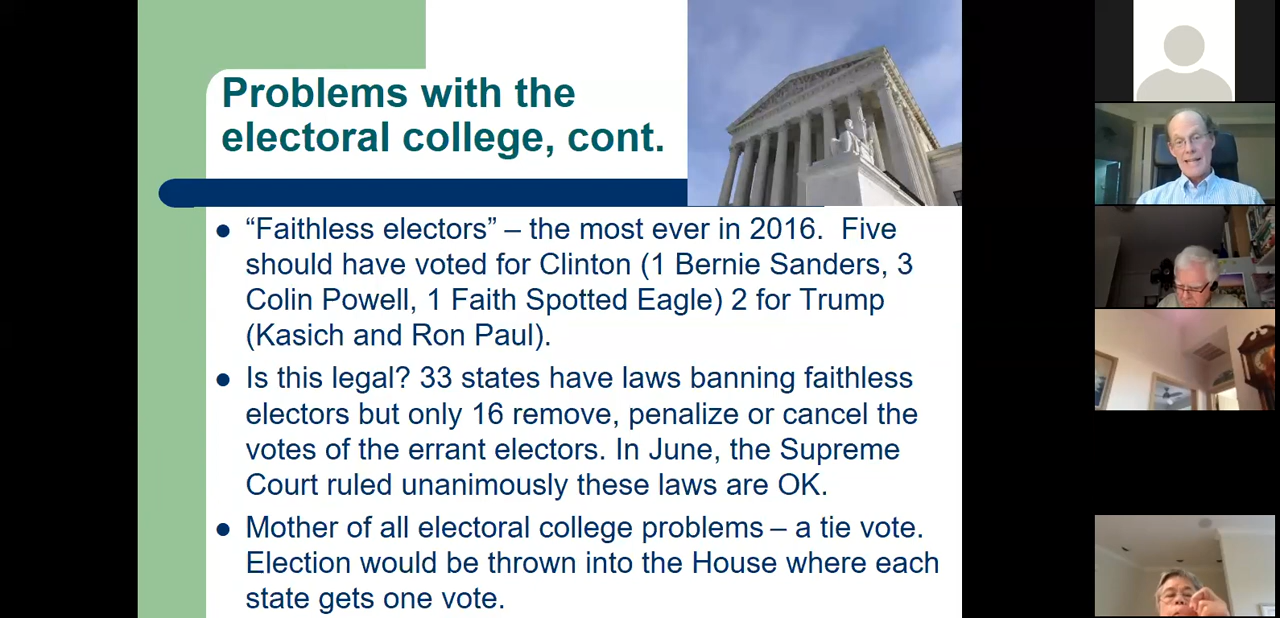 Problems with the
electoral college, cont.
● “Faithless electors” – the most ever in 2016.  Five
should have voted for Clinton (1 Bernie Sanders, 3
Colin Powell, 1 Faith Spotted Eagle) 2 for Trump
(Kasich and Ron Paul).
● Is this legal? 33 states have laws banning faithless
electors but only 16 remove, penalize or cancel the
votes of the errant electors. In June, the Supreme
Court ruled unanimously these laws are OK.
● Mother of all electoral college problems – a tie vote.
Election would be thrown into the House where each
state gets one vote.